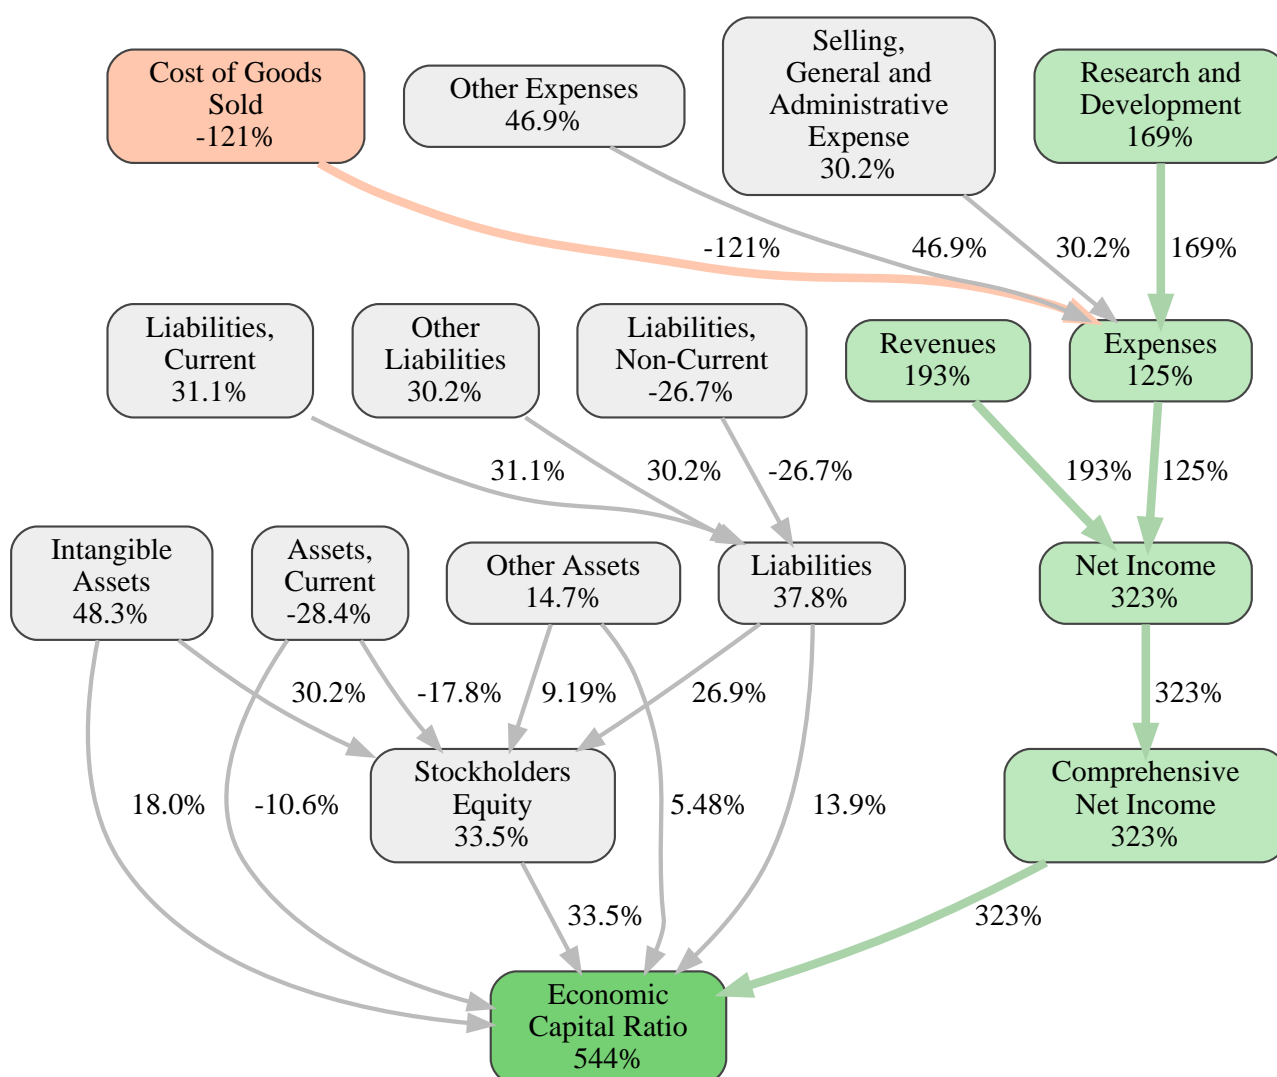 Cost of Goods
Sold
-121%
Other Expenses
46.9%
Selling,
General and
Administrative
Expense
30.2%
Research and
Development
169%
-121%
46.9%
30.2%
169%
Liabilities,
Current
31.1%
Other
Liabilities
30.2%
Liabilities,
Non-Current
-26.7%
Revenues
193%
Expenses
125%
31.1%
30.2%
-26.7%
193%
125%
Intangible
Assets
48.3%
Assets,
Current
-28.4%
Other Assets
14.7%
Liabilities
37.8%
Net Income
323%
30.2%
-17.8%
9.19%
26.9%
323%
Stockholders
Equity
33.5%
Comprehensive
Net Income
323%
18.0%
-10.6%
5.48%
13.9%
33.5%
323%
Economic
Capital Ratio
544%